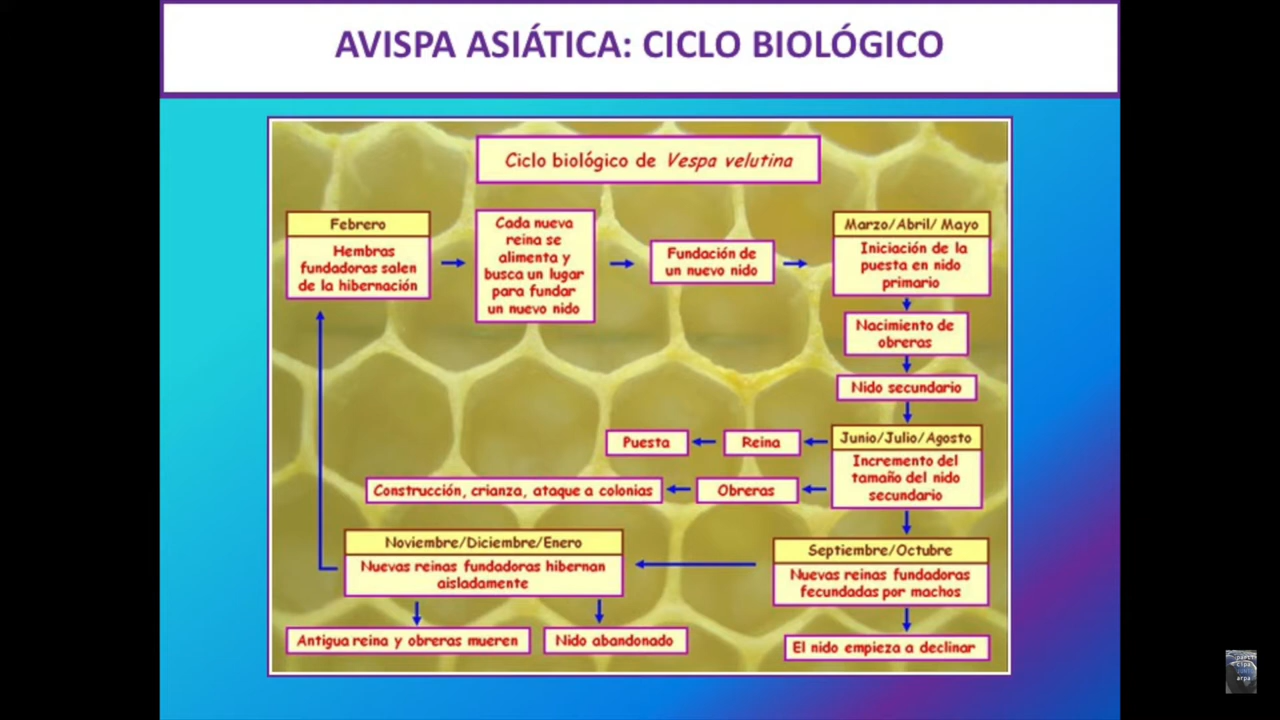 AVISPA ASIÁTICA: CICLO BIOLÓGICO
Ciclo biológico de Vespa velutina
Febrero
Hembras
fundadoras salen
de la hibernación
Cada nueva
reina se
alimenta y
busca un lugar
para fundar
un nuevo nido
Fundación de
un nuevo nido
Marzo/Abril/ Mayo
Iniciación de la
puesta en nido
primario
Nacimiento de
obreras
Nido secundario
Junio/Julio/Agosto
Incremento del
tamaño del nido
secundario
Reina
Puesta
Obreras
Construcción, crianza, ataque a colonias
Septiembre/Octubre
Nuevas reinas fundadoras
fecundadas por machos
El nido empieza a declinar
Noviembre/Diciembre/Enero
Nuevas reinas fundadoras hibernan
aisladamente
Antigua reina y obreras mueren
Nido abandonado